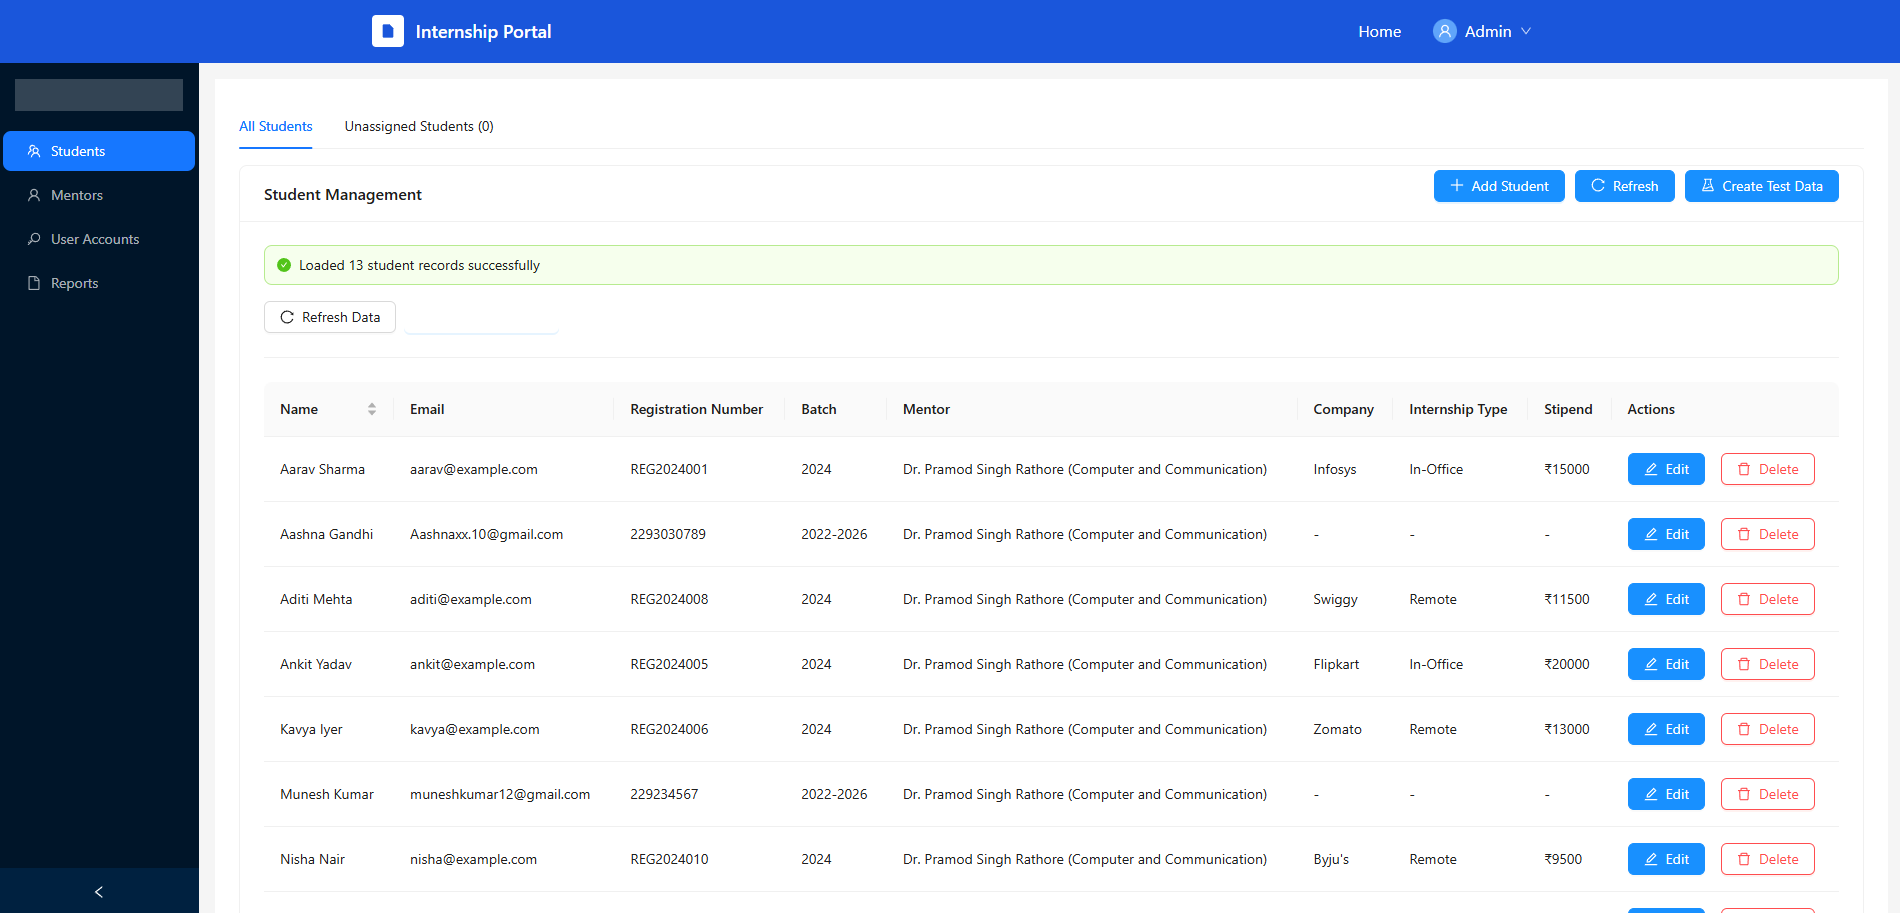 Internship Portal
Home
Admin
Students
Mentors
User Accounts
Reports
All Students
Unassigned Students (0)
Student Management
Add Student
Refresh
Create Test Data
Loaded 13 student records successfully
Refresh Data
Name Email Registration Number Batch Mentor Company Internship Type Stipend Actions
Aarav Sharma aarav@example.com REG2024001 2024 Dr. Pramod Singh Rathore (Computer and Communication) Infosys In-Office ₹15000 Edit Delete
Aashna Gandhi Aashnaxx.10@gmail.com 2293030789 2022-2026 Dr. Pramod Singh Rathore (Computer and Communication) - - - Edit Delete
Aditi Mehta aditi@example.com REG2024008 2024 Dr. Pramod Singh Rathore (Computer and Communication) Swiggy Remote ₹11500 Edit Delete
Ankit Yadav ankit@example.com REG2024005 2024 Dr. Pramod Singh Rathore (Computer and Communication) Flipkart In-Office ₹20000 Edit Delete
Kavya Iyer kavya@example.com REG2024006 2024 Dr. Pramod Singh Rathore (Computer and Communication) Zomato Remote ₹13000 Edit Delete
Munesh Kumar muneshkumar12@gmail.com 229234567 2022-2026 Dr. Pramod Singh Rathore (Computer and Communication) - - - Edit Delete
Nisha Nair nisha@example.com REG2024010 2024 Dr. Pramod Singh Rathore (Computer and Communication) Byju's Remote ₹9500 Edit Delete